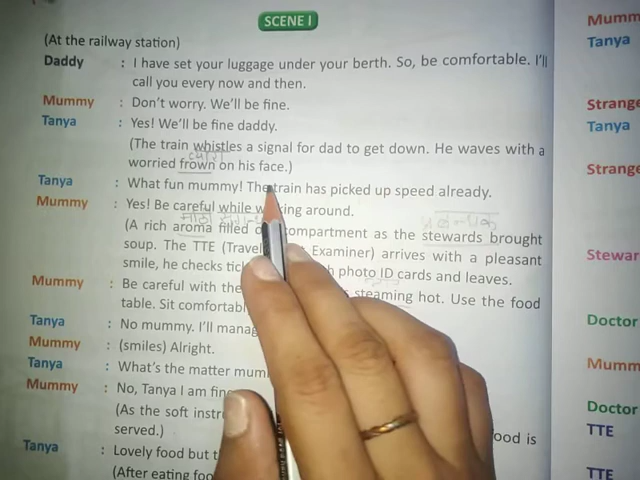 SCENE I
(At the railway station)
Daddy : I have set your luggage under your berth. So, be comfortable. I'll
call you every now and then.
Mummy : Don't worry. We'll be fine.
Tanya : Yes! We'll be fine daddy.
(The train whistles a signal for dad to get down. He waves with a
worried frown on his face.)
Tanya : What fun mummy! The train has picked up speed already.
Mummy : Yes! Be careful while w king around.
(A rich aroma filled o compartment as the stewards brought
soup. The TTE (Travel t Examiner) arrives with a pleasant
smile, he checks tic h photo ID cards and leaves.
Mummy : Be careful with the steaming hot. Use the food
table. Sit comfortabl
Tanya : No mummy. I'll manag
Mummy : (smiles) Alright.
Tanya : What's the matter mum
Mummy : No, Tanya I am fin
(As the soft instr ood is
served.)
Tanya : Lovely food but t
(After eating foo
Mumm
Tanya
Strange
Tanya
Strange
Stewar
Doctor
Mumm
Doctor
TTE
TTE